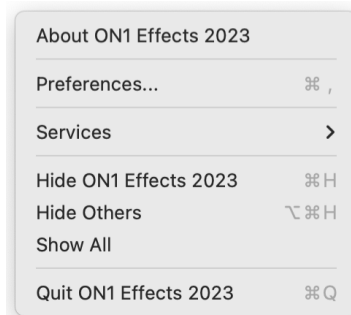 About ON1 Effects 2023
Preferences... ⌘ ,
Services >
Hide ON1 Effects 2023 ⌘H
Hide Others ⌥⌘H
Show All
Quit ON1 Effects 2023 ⌘Q